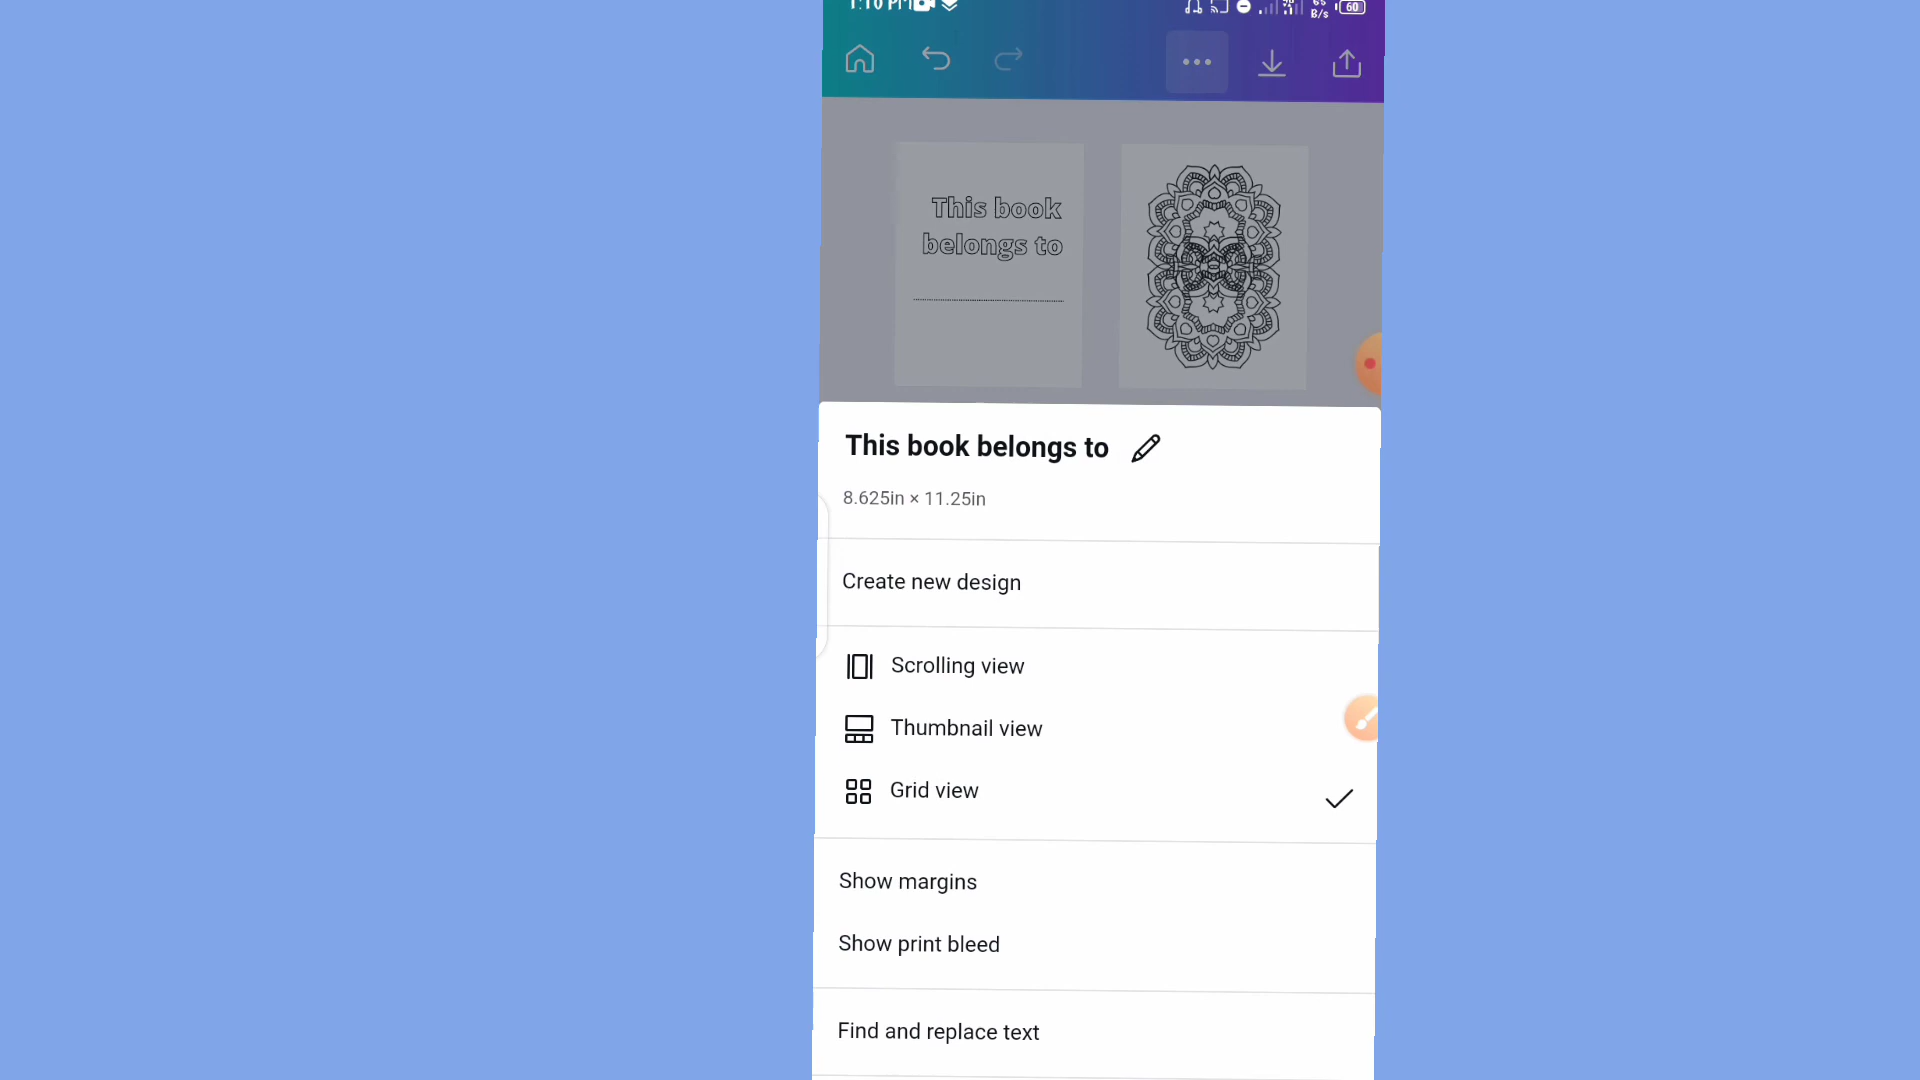 1:10 PM
B/s
60
This book
belongs to
This book belongs to
8.625in × 11.25in
Create new design
Scrolling view
Thumbnail view
Grid view
Show margins
Show print bleed
Find and replace text